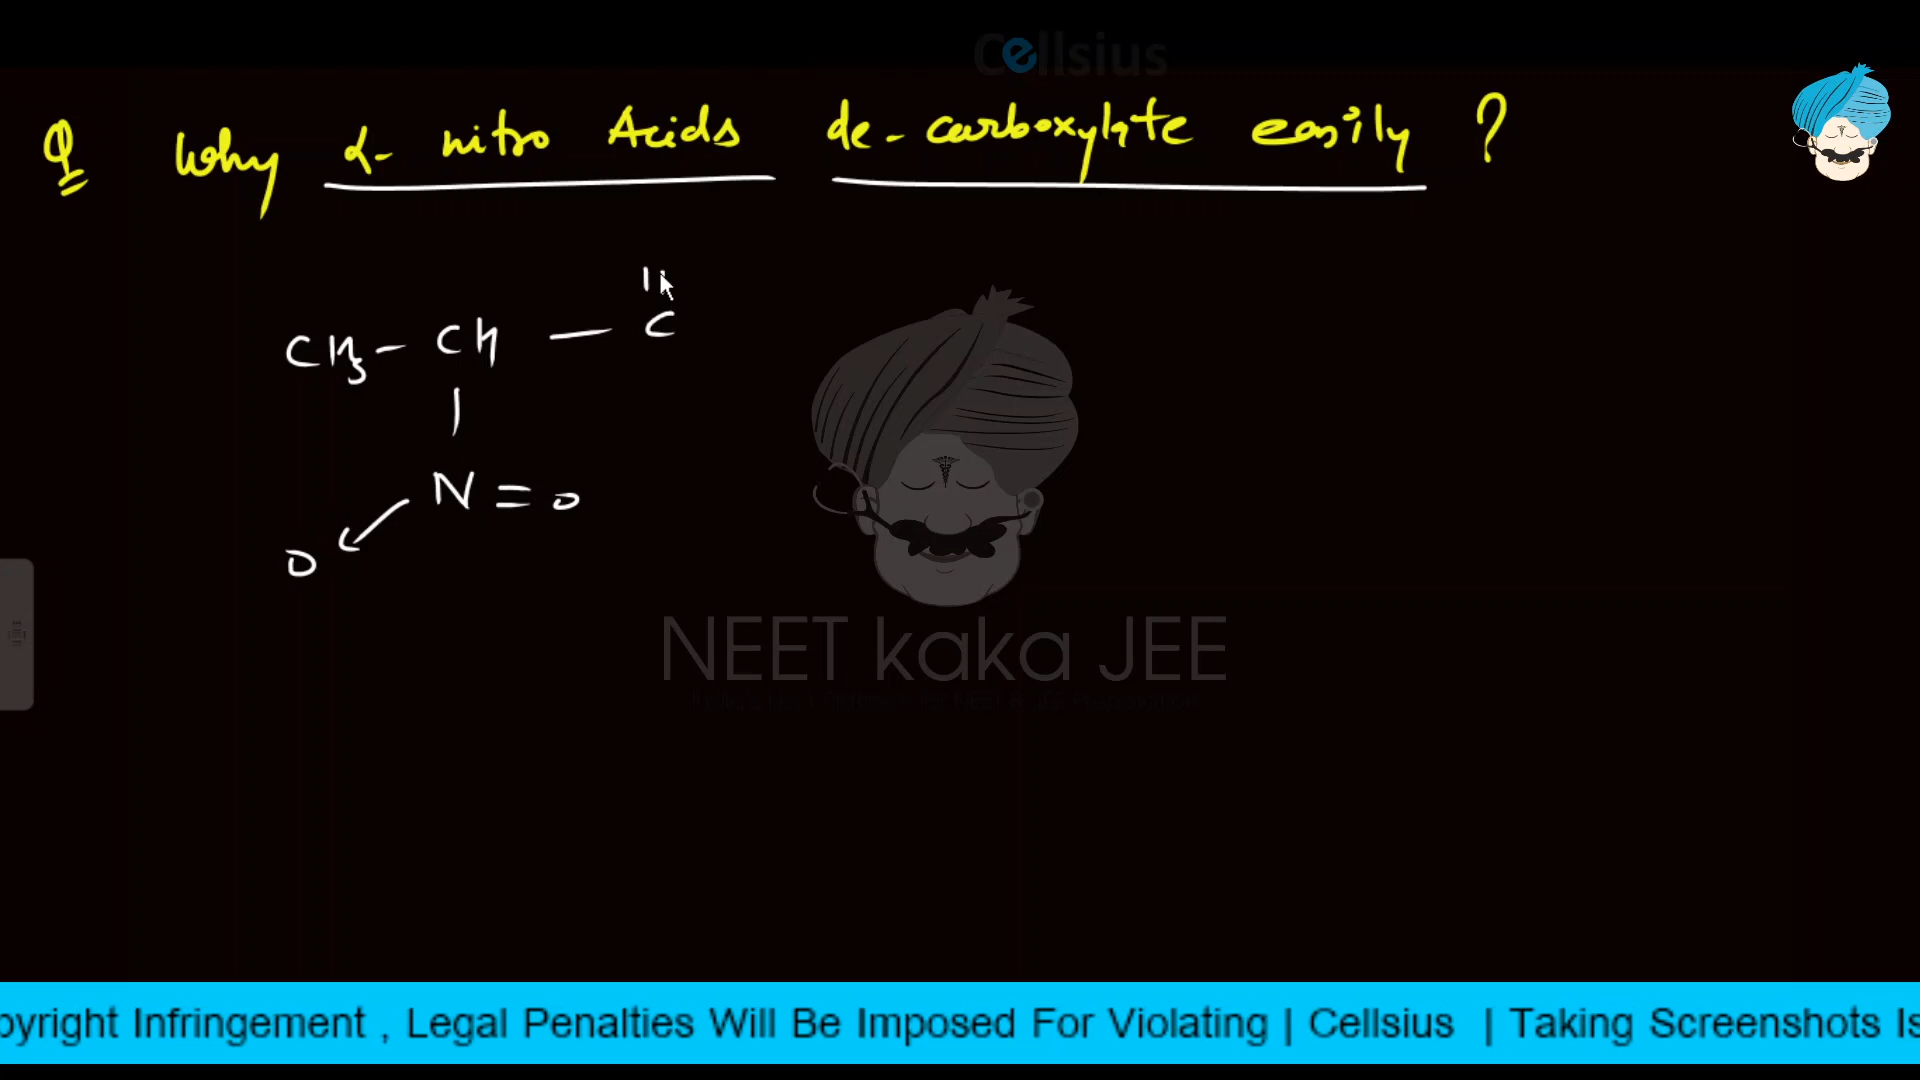 Cellsius
Q Why α- nitro Acids de-carboxylate easily ?
CH3 - CH — C
N = O
O
NEET kaka JEE
pyright Infringement , Legal Penalties Will Be Imposed For Violating | Cellsius | Taking Screenshots Is